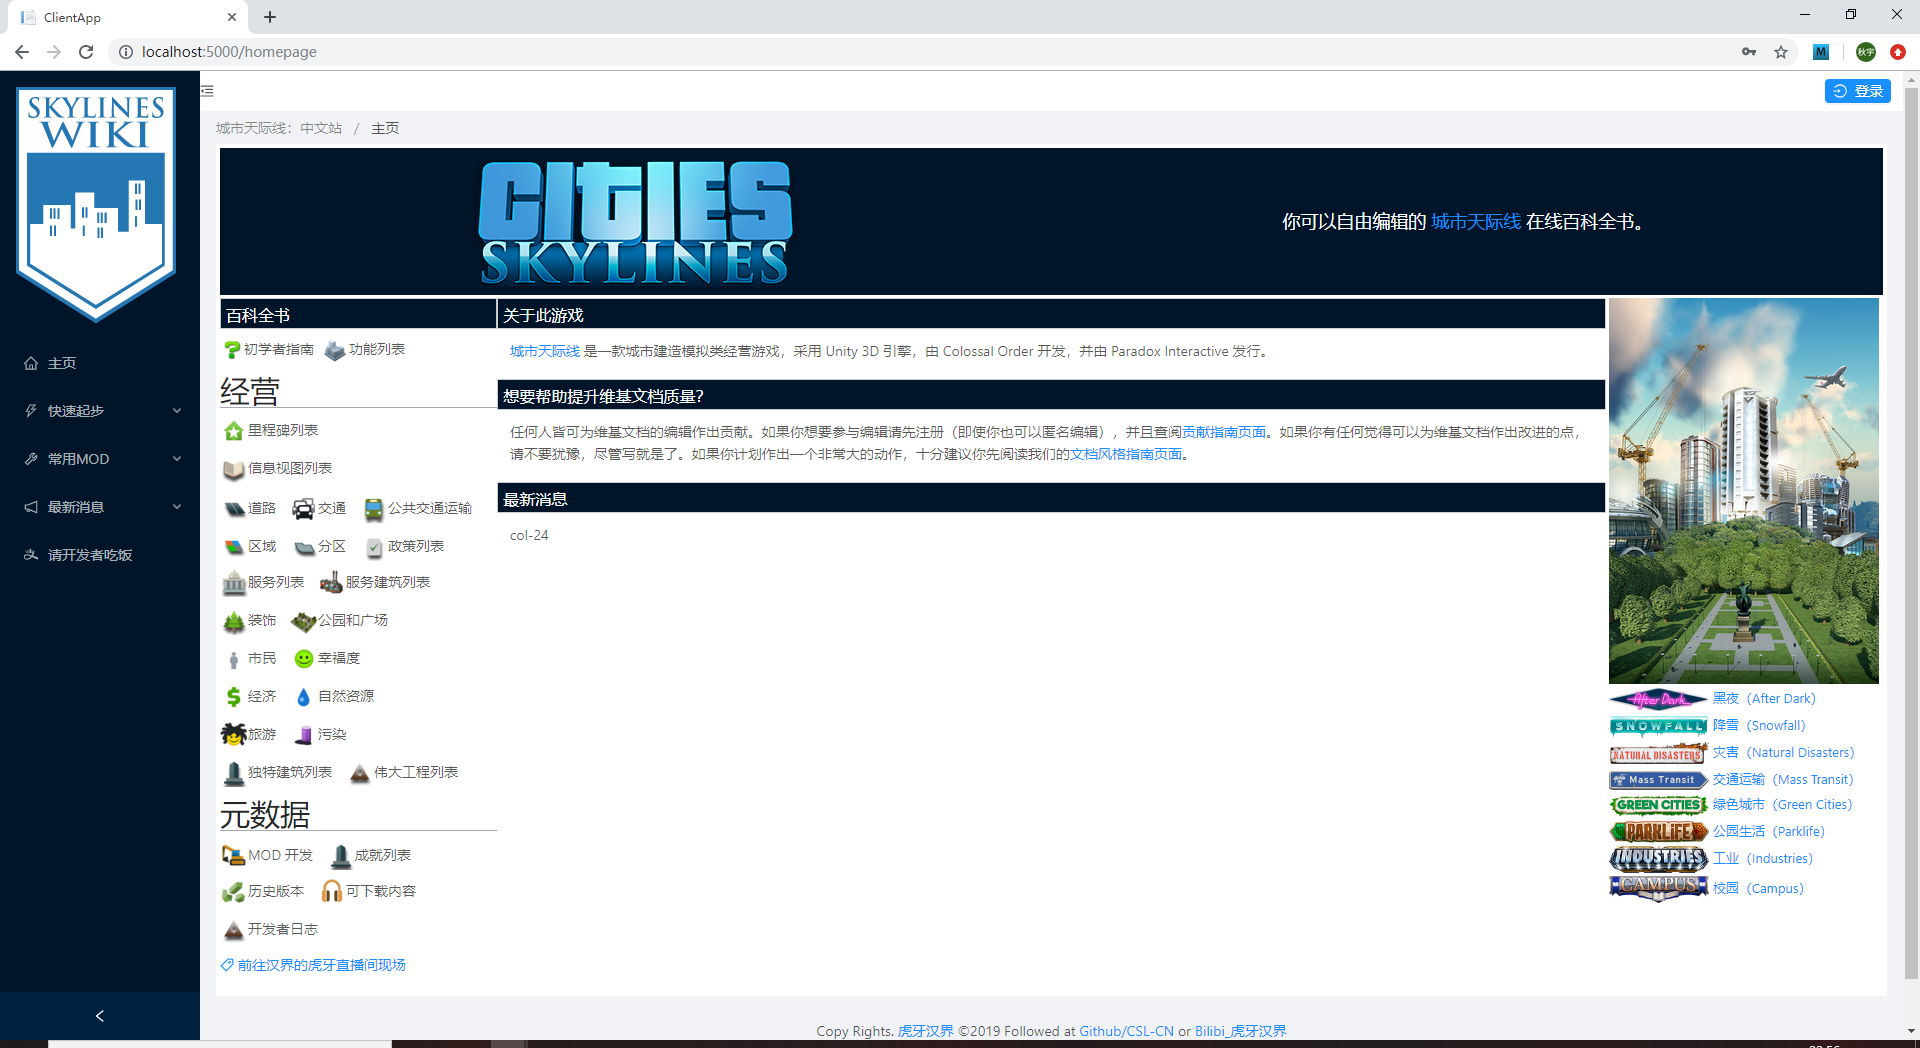 ClientApp
localhost:5000/homepage
M
秋宇
SKYLINES
WIKI
主页
快速起步
常用MOD
最新消息
请开发者吃饭
登录
城市天际线：中文站 / 主页
CITIES
SKYLINES
你可以自由编辑的 城市天际线 在线百科全书。
百科全书
初学者指南 功能列表
经营
里程碑列表
信息视图列表
道路 交通 公共交通运输
区域 分区 政策列表
服务列表 服务建筑列表
装饰 公园和广场
市民 幸福度
经济 自然资源
旅游 污染
独特建筑列表 伟大工程列表
元数据
MOD 开发 成就列表
历史版本 可下载内容
开发者日志
前往汉界的虎牙直播间现场
关于此游戏
城市天际线 是一款城市建造模拟类经营游戏，采用 Unity 3D 引擎，由 Colossal Order 开发，并由 Paradox Interactive 发行。
想要帮助提升维基文档质量？
任何人皆可为维基文档的编辑作出贡献。如果你想要参与编辑请先注册（即使你也可以匿名编辑），并且查阅贡献指南页面。如果你有任何觉得可以为维基文档作出改进的点，
请不要犹豫，尽管写就是了。如果你计划作出一个非常大的动作，十分建议你先阅读我们的文档风格指南页面。
最新消息
col-24
After Dark 黑夜（After Dark）
SNOWFALL 降雪（Snowfall）
NATURAL DISASTERS 灾害（Natural Disasters）
Mass Transit 交通运输（Mass Transit）
GREEN CITIES 绿色城市（Green Cities）
PARKLIFE 公园生活（Parklife）
INDUSTRIES 工业（Industries）
CAMPUS 校园（Campus）
Copy Rights. 虎牙汉界 ©2019 Followed at Github/CSL-CN or Bilibi_虎牙汉界